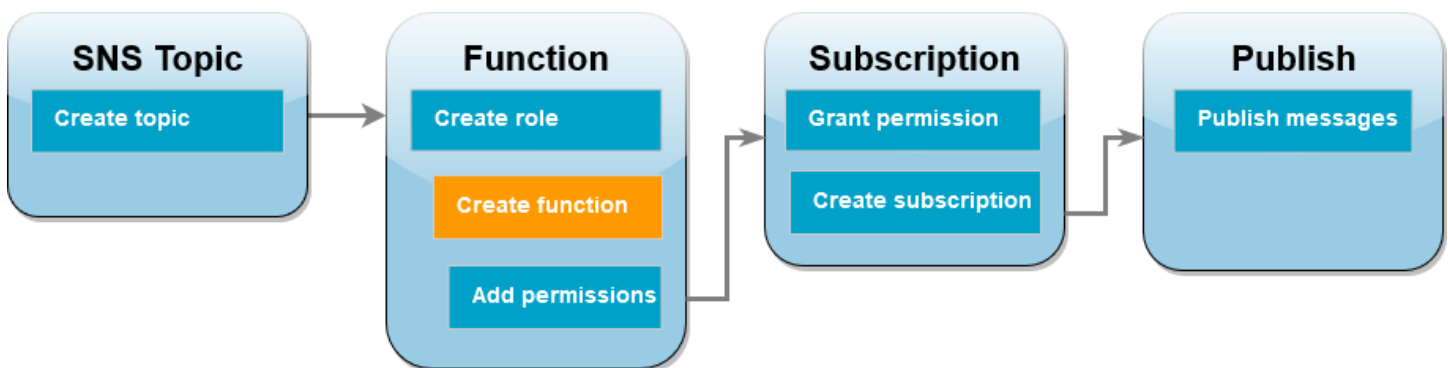 SNS Topic
Create topic
Function
Create role
Create function
Add permissions
Subscription
Grant permission
Create subscription
Publish
Publish messages